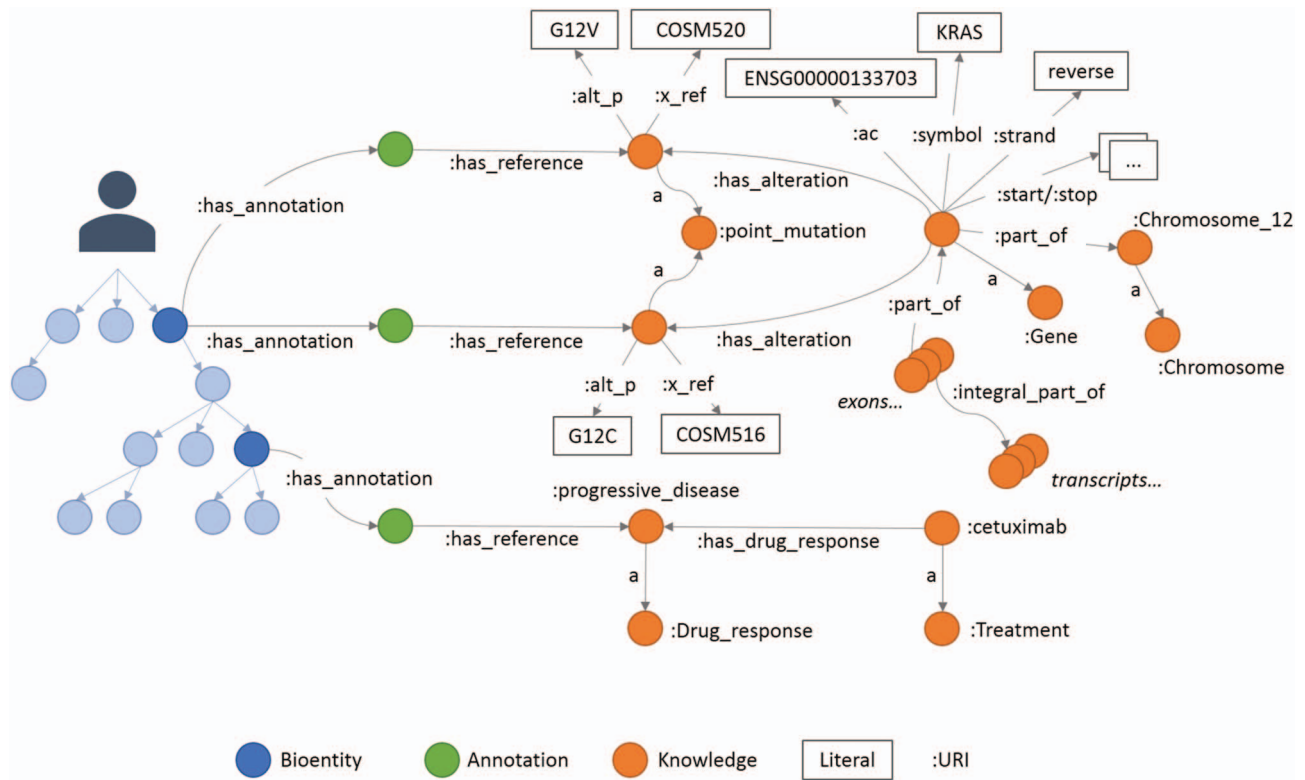 G12V
COSM520
KRAS
ENSG00000133703
reverse
:alt_p
:x_ref
:ac
:symbol
:strand
...
:has_reference
:has_alteration
:start/:stop
:has_annotation
a
:point_mutation
:part_of
:Chromosome_12
a
a
a
:part_of
:has_annotation
:has_reference
:has_alteration
:Gene
:Chromosome
:alt_p
:x_ref
:integral_part_of
exons...
G12C
COSM516
:has_annotation
transcripts...
:progressive_disease
:has_reference
:has_drug_response
:cetuximab
a
a
:Drug_response
:Treatment
Bioentity
Annotation
Knowledge
Literal
:URI